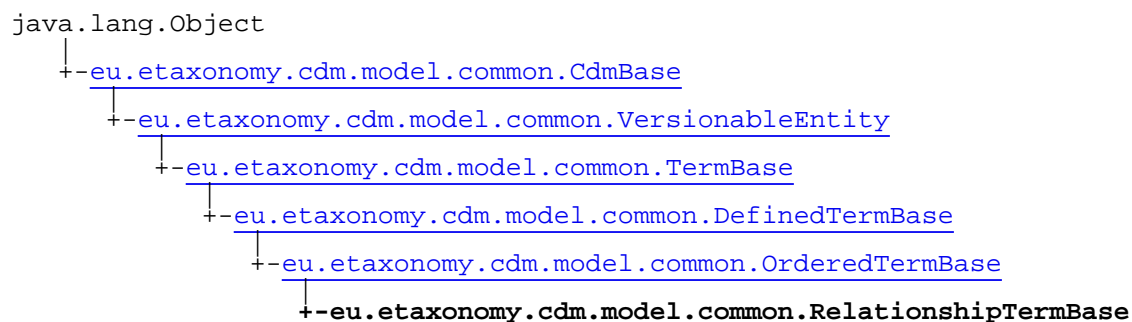 java.lang.Object
+-eu.etaxonomy.cdm.model.common.CdmBase
+-eu.etaxonomy.cdm.model.common.VersionableEntity
+-eu.etaxonomy.cdm.model.common.TermBase
+-eu.etaxonomy.cdm.model.common.DefinedTermBase
+-eu.etaxonomy.cdm.model.common.OrderedTermBase
+-eu.etaxonomy.cdm.model.common.RelationshipTermBase